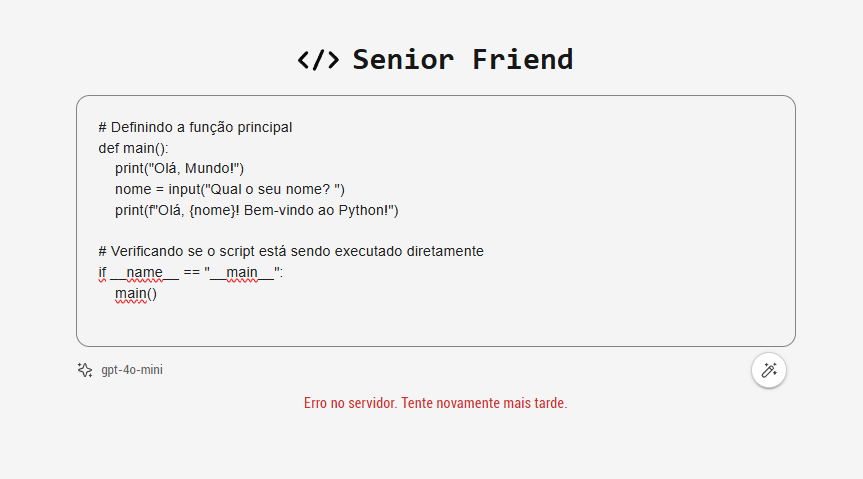 </> Senior Friend
# Definindo a função principal
def main():
    print("Olá, Mundo!")
    nome = input("Qual o seu nome? ")
    print(f"Olá, {nome}! Bem-vindo ao Python!")

# Verificando se o script está sendo executado diretamente
if __name__ == "__main__":
    main()
gpt-4o-mini
Erro no servidor. Tente novamente mais tarde.